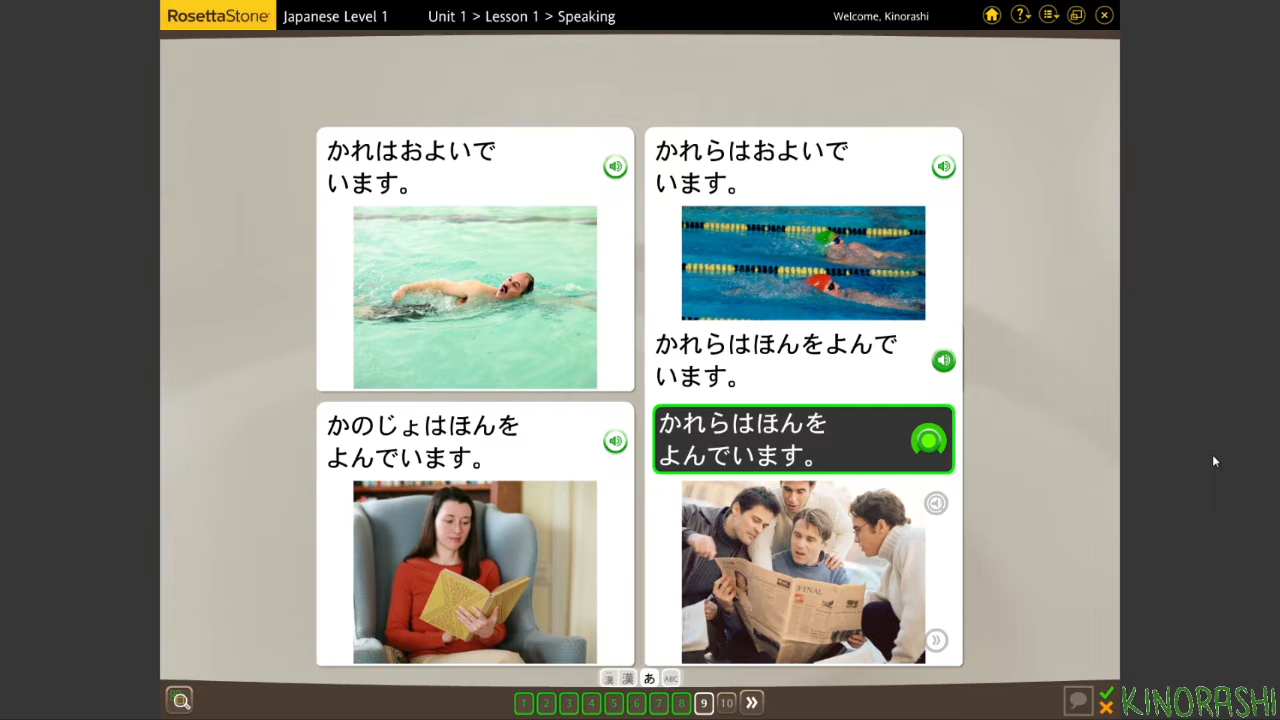 RosettaStone
Japanese Level 1
Unit 1 > Lesson 1 > Speaking
Welcome, Kinorashi
かれはおよいで
います。
かれらはおよいで
います。
かれらはほんをよんで
います。
かれらはほんを
よんでいます。
かのじょはほんを
よんでいます。
FINAL
漢 漢 あ ABC
1 2 3 4 5 6 7 8 9 10
KINORASHI